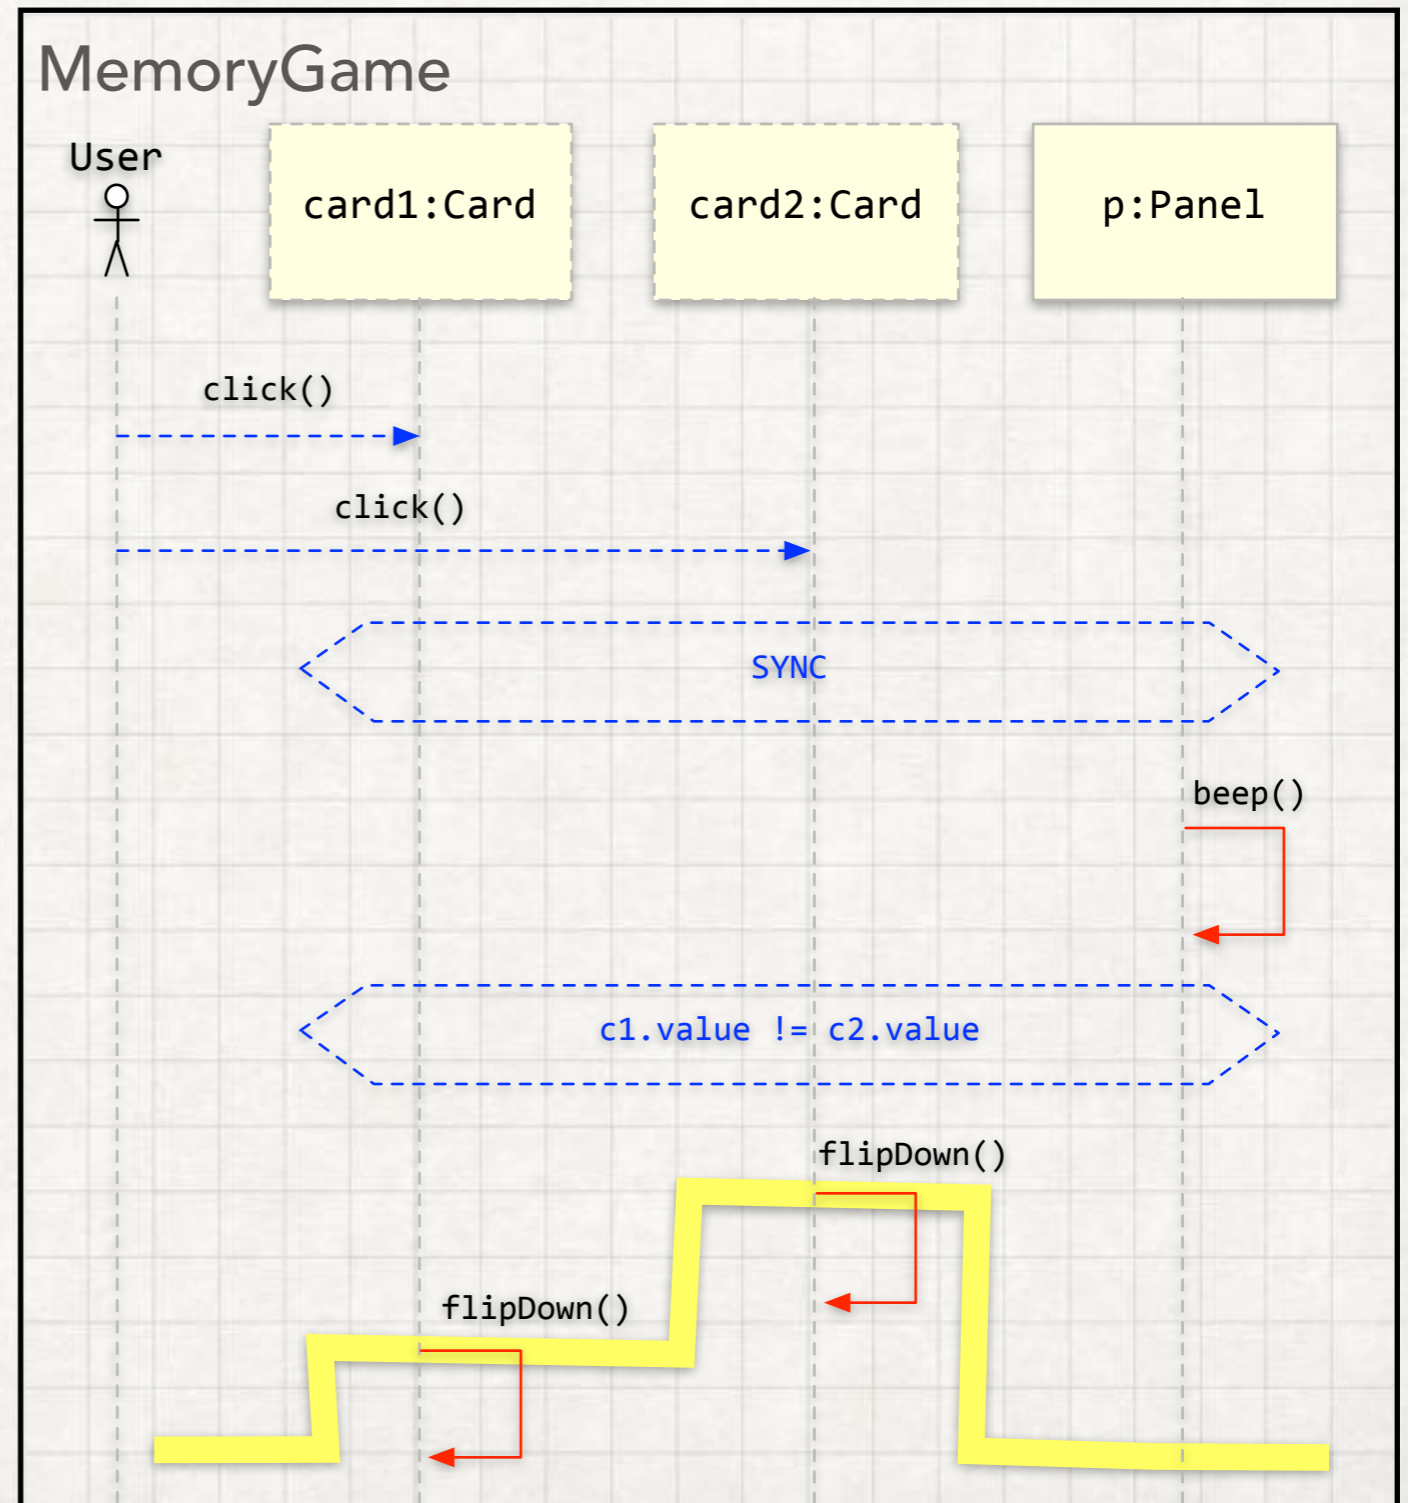 MemoryGame
User
card1:Card
card2:Card
p:Panel
click()
click()
SYNC
beep()
c1.value != c2.value
flipDown()
flipDown()